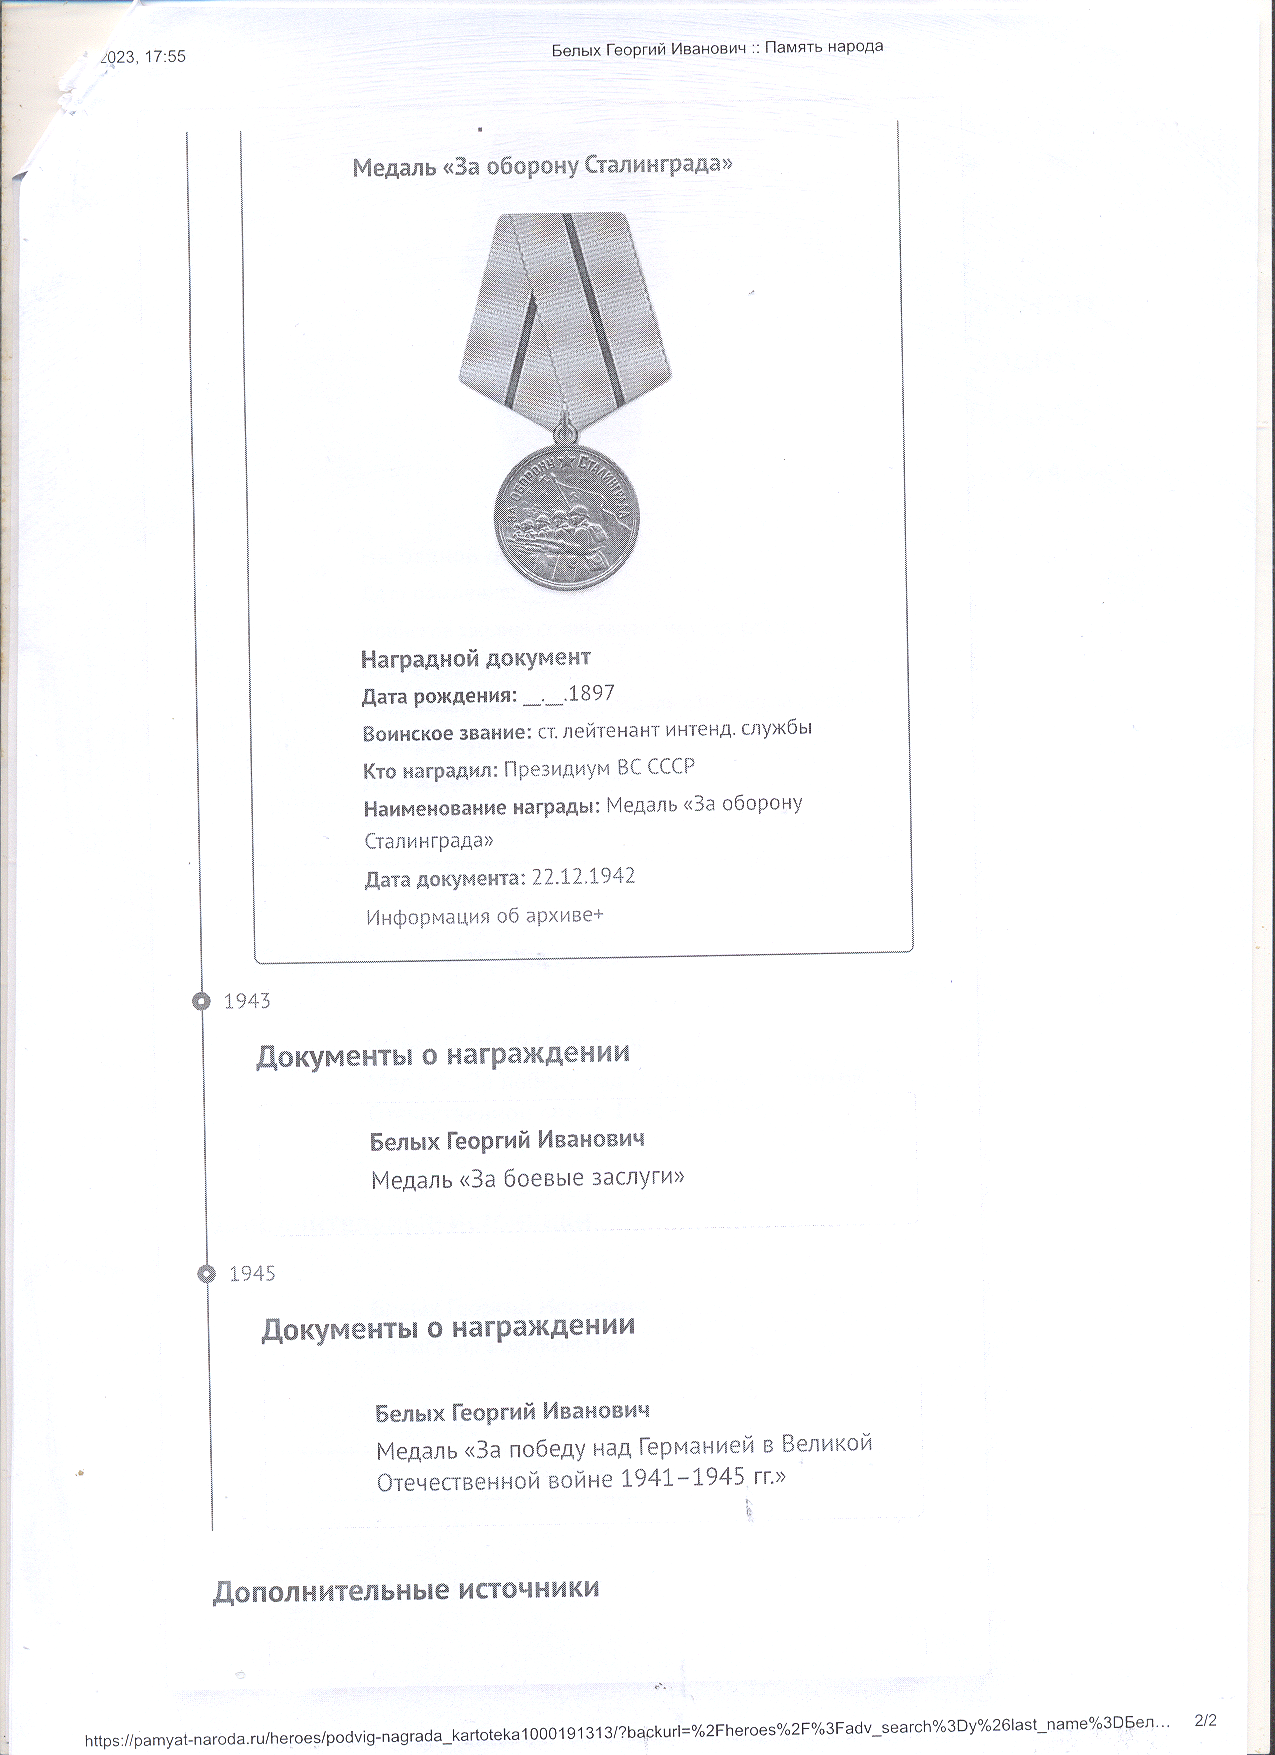 2023, 17:55
Белых Георгий Иванович :: Память народа
Медаль «За оборону Сталинграда»
ЗА ОБОРОНУ СТАЛИНГРАДА
Наградной документ
Дата рождения: __.__.1897
Воинское звание: ст. лейтенант интенд. службы
Кто наградил: Президиум ВС СССР
Наименование награды: Медаль «За оборону
Сталинграда»
Дата документа: 22.12.1942
Информация об архиве+
1943
Документы о награждении
Белых Георгий Иванович
Медаль «За боевые заслуги»
1945
Документы о награждении
Белых Георгий Иванович
Медаль «За победу над Германией в Великой
Отечественной войне 1941–1945 гг.»
Дополнительные источники
https://pamyat-naroda.ru/heroes/podvig-nagrada_kartoteka1000191313/?backurl=%2Fheroes%2F%3Fadv_search%3Dy%26last_name%3DБел... 2/2